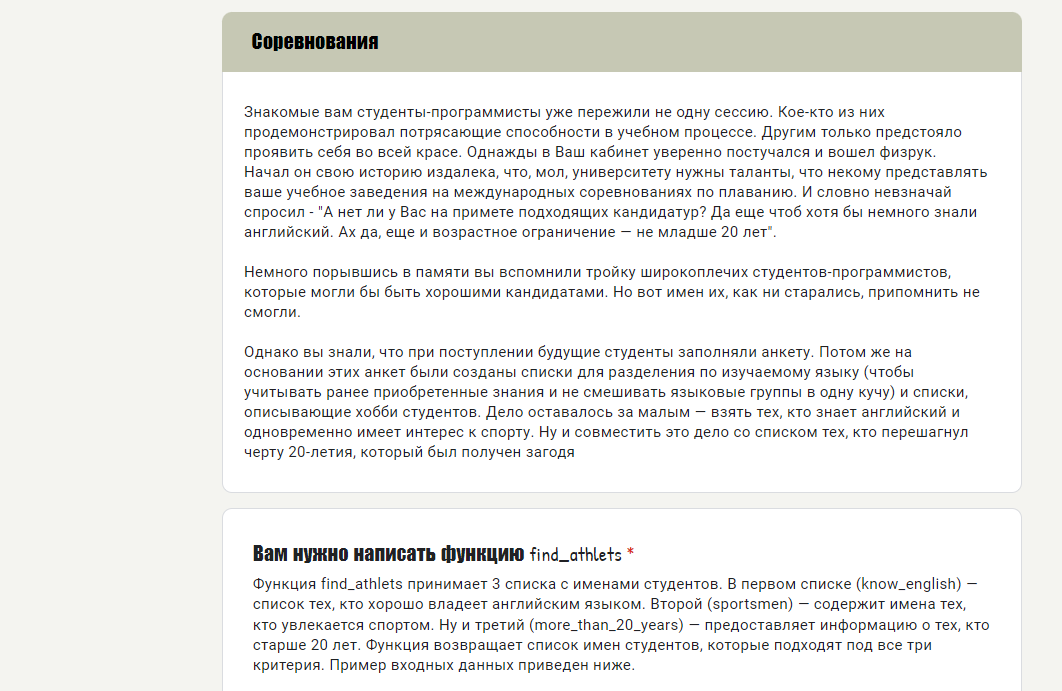 Соревнования
Знакомые вам студенты-программисты уже пережили не одну сессию. Кое-кто из них
продемонстрировал потрясающие способности в учебном процессе. Другим только предстояло
проявить себя во всей красе. Однажды в Ваш кабинет уверенно постучался и вошел физрук.
Начал он свою историю издалека, что, мол, университету нужны таланты, что некому представлять
ваше учебное заведения на международных соревнованиях по плаванию. И словно невзначай
спросил - "А нет ли у Вас на примете подходящих кандидатур? Да еще чтоб хотя бы немного знали
английский. Ах да, еще и возрастное ограничение — не младше 20 лет".
Немного порывшись в памяти вы вспомнили тройку широкоплечих студентов-программистов,
которые могли бы быть хорошими кандидатами. Но вот имен их, как ни старались, припомнить не
смогли.
Однако вы знали, что при поступлении будущие студенты заполняли анкету. Потом же на
основании этих анкет были созданы списки для разделения по изучаемому языку (чтобы
учитывать ранее приобретенные знания и не смешивать языковые группы в одну кучу) и списки,
описывающие хобби студентов. Дело оставалось за малым — взять тех, кто знает английский и
одновременно имеет интерес к спорту. Ну и совместить это дело со списком тех, кто перешагнул
черту 20-летия, который был получен загодя
Вам нужно написать функцию find_athlets *
Функция find_athlets принимает 3 списка с именами студентов. В первом списке (know_english) —
список тех, кто хорошо владеет английским языком. Второй (sportsmen) — содержит имена тех,
кто увлекается спортом. Ну и третий (more_than_20_years) — предоставляет информацию о тех, кто
старше 20 лет. Функция возвращает список имен студентов, которые подходят под все три
критерия. Пример входных данных приведен ниже.